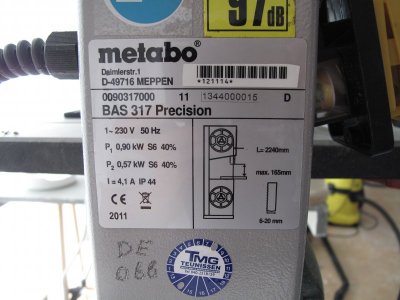 97dB
metabo
Daimlerstr.1
D-49716 MEPPEN
*121114*
0090317000 11 1344000015 D
BAS 317 Precision
1~ 230 V 50 Hz
P1 0,90 kW S6 40%
P2 0,57 kW S6 40%
I = 4,1 A IP 44
L= 2240mm
max. 165mm
6-20 mm
CE
2011
DE
066
TMG
TEUNISSEN